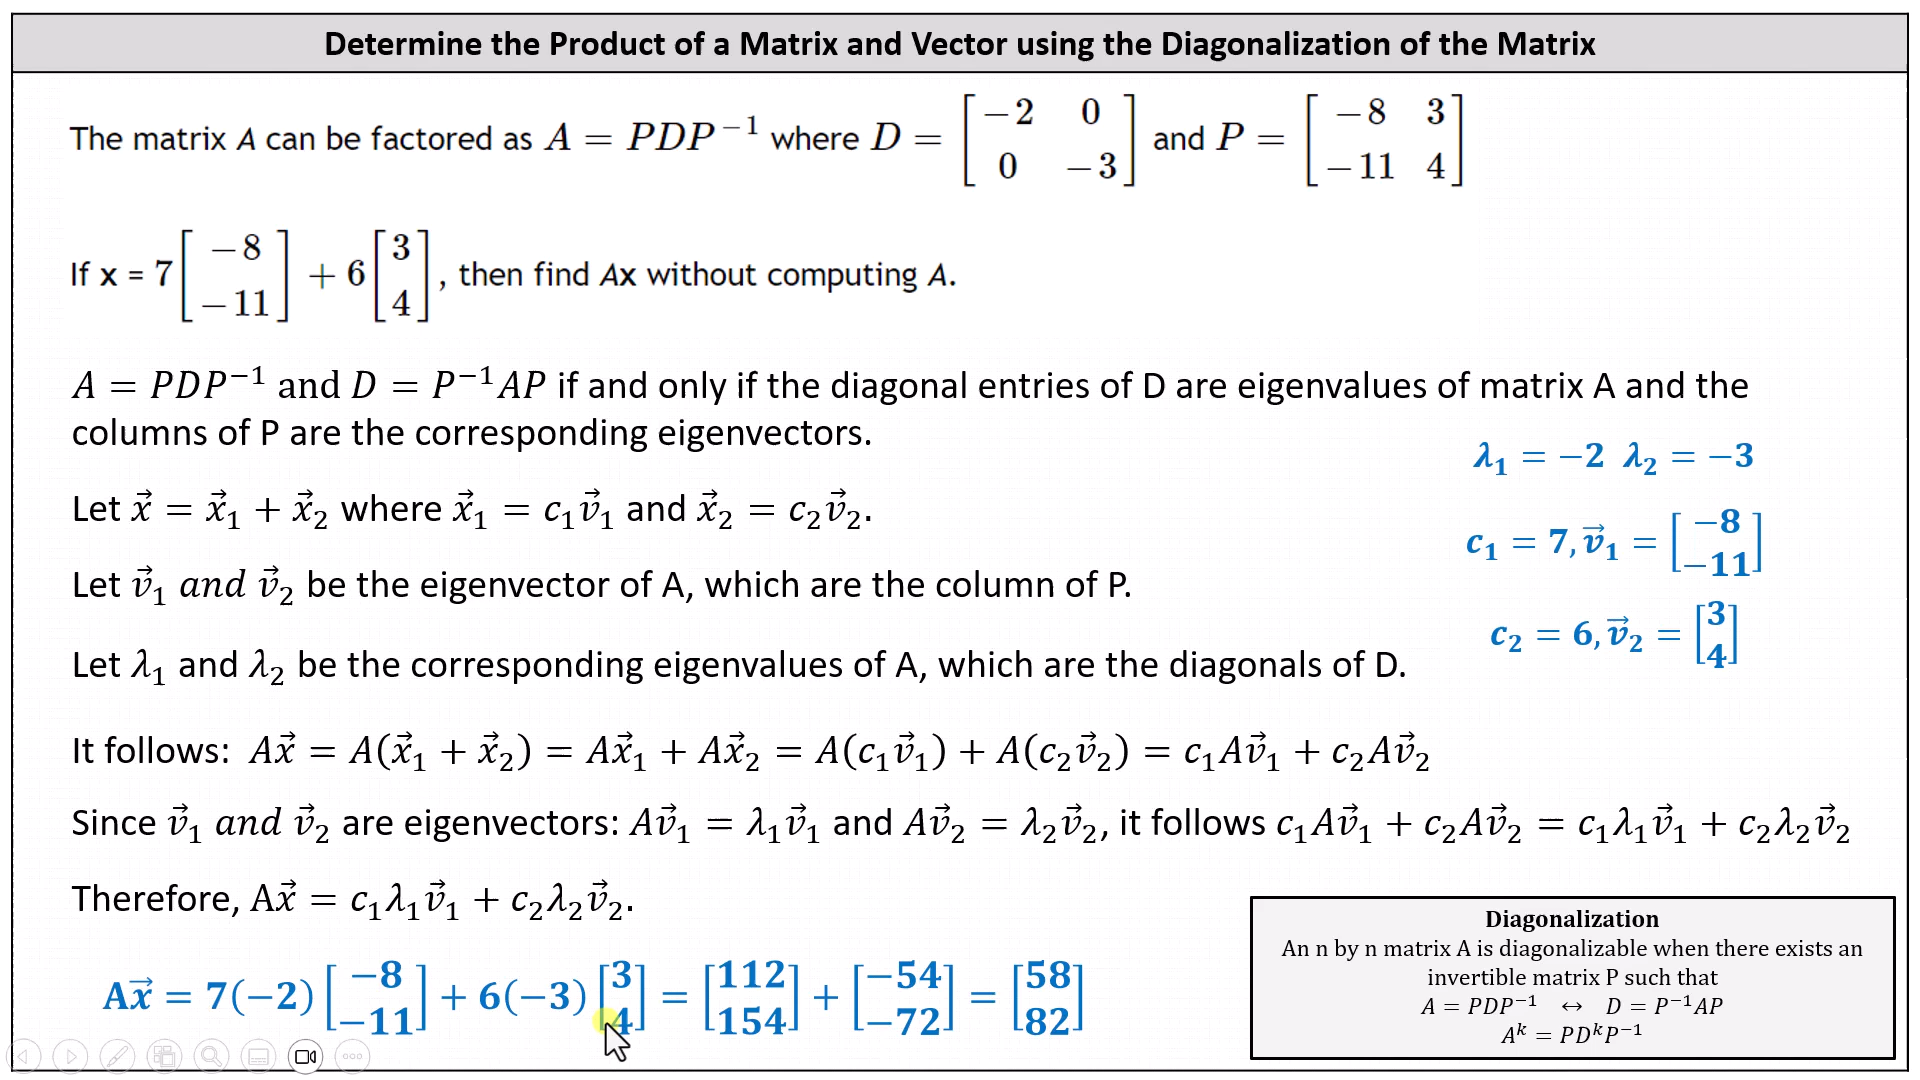 Determine the Product of a Matrix and Vector using the Diagonalization of the Matrix
The matrix A can be factored as A = PDP⁻¹ where D = [−2 0; 0 −3] and P = [−8 3; −11 4]
If x = 7[−8; −11] + 6[3; 4], then find Ax without computing A.
A = PDP⁻¹ and D = P⁻¹AP if and only if the diagonal entries of D are eigenvalues of matrix A and the
columns of P are the corresponding eigenvectors.
λ₁ = −2 λ₂ = −3
Let x⃗ = x⃗₁ + x⃗₂ where x⃗₁ = c₁v⃗₁ and x⃗₂ = c₂v⃗₂.
c₁ = 7, v⃗₁ = [−8; −11]
Let v⃗₁ and v⃗₂ be the eigenvector of A, which are the column of P.
c₂ = 6, v⃗₂ = [3; 4]
Let λ₁ and λ₂ be the corresponding eigenvalues of A, which are the diagonals of D.
It follows: Ax⃗ = A(x⃗₁ + x⃗₂) = Ax⃗₁ + Ax⃗₂ = A(c₁v⃗₁) + A(c₂v⃗₂) = c₁Av⃗₁ + c₂Av⃗₂
Since v⃗₁ and v⃗₂ are eigenvectors: Av⃗₁ = λ₁v⃗₁ and Av⃗₂ = λ₂v⃗₂, it follows c₁Av⃗₁ + c₂Av⃗₂ = c₁λ₁v⃗₁ + c₂λ₂v⃗₂
Therefore, Ax⃗ = c₁λ₁v⃗₁ + c₂λ₂v⃗₂.
Ax⃗ = 7(−2)[−8; −11] + 6(−3)[3; 4] = [112; 154] + [−54; −72] = [58; 82]
Diagonalization
An n by n matrix A is diagonalizable when there exists an
invertible matrix P such that
A = PDP⁻¹ ↔ D = P⁻¹AP
Aᵏ = PDᵏP⁻¹